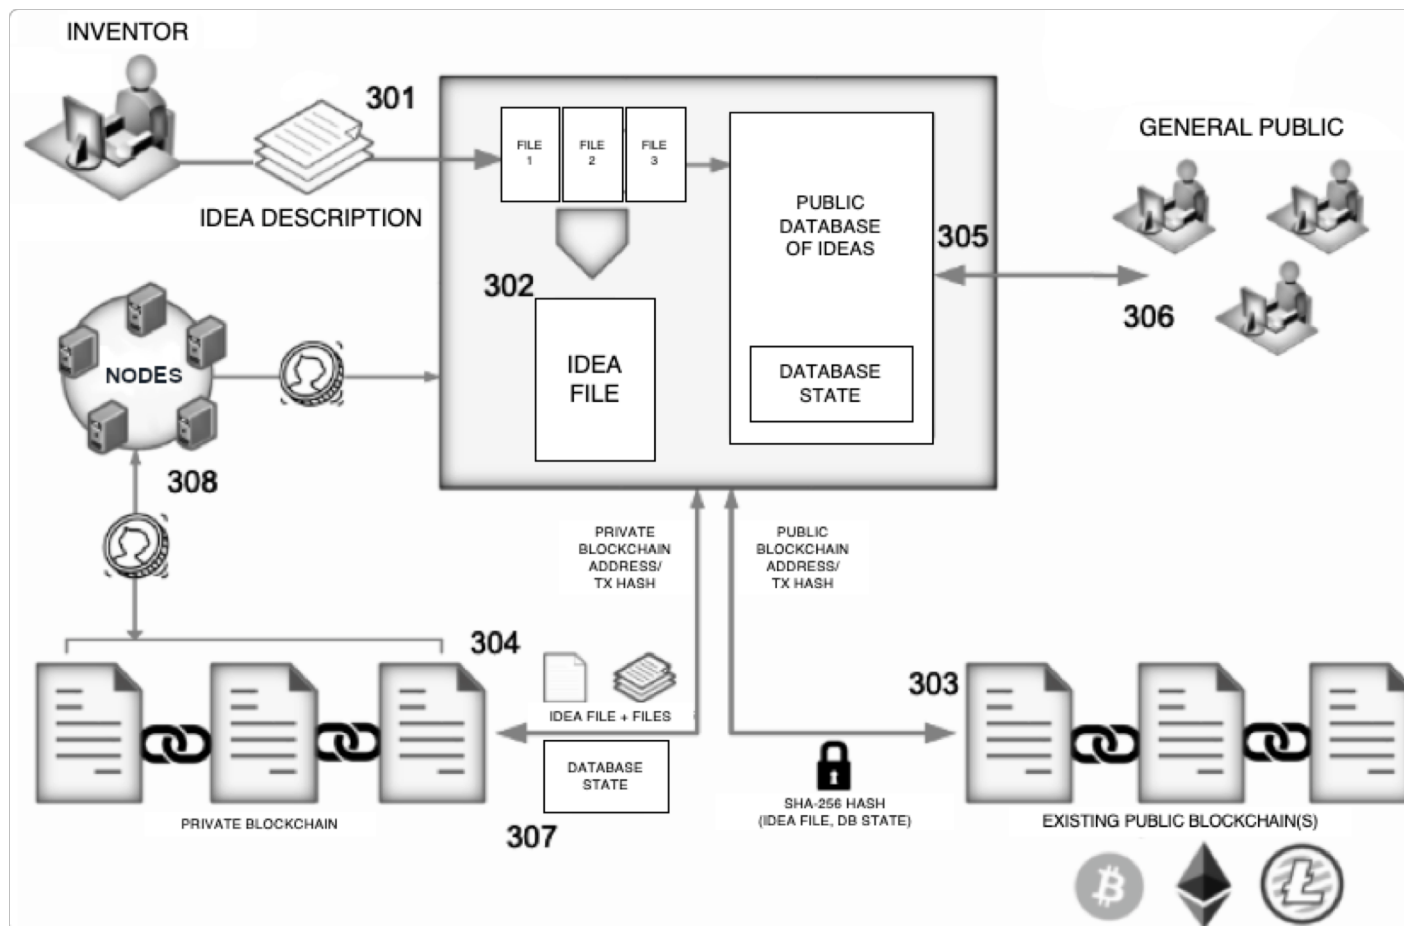 INVENTOR
301
IDEA DESCRIPTION
FILE
1
FILE
2
FILE
3
302
IDEA
FILE
PUBLIC
DATABASE
OF IDEAS
DATABASE
STATE
305
GENERAL PUBLIC
306
NODES
308
PRIVATE
BLOCKCHAIN
ADDRESS/
TX HASH
PUBLIC
BLOCKCHAIN
ADDRESS/
TX HASH
304
IDEA FILE + FILES
DATABASE
STATE
307
PRIVATE BLOCKCHAIN
303
SHA-256 HASH
(IDEA FILE, DB STATE)
EXISTING PUBLIC BLOCKCHAIN(S)